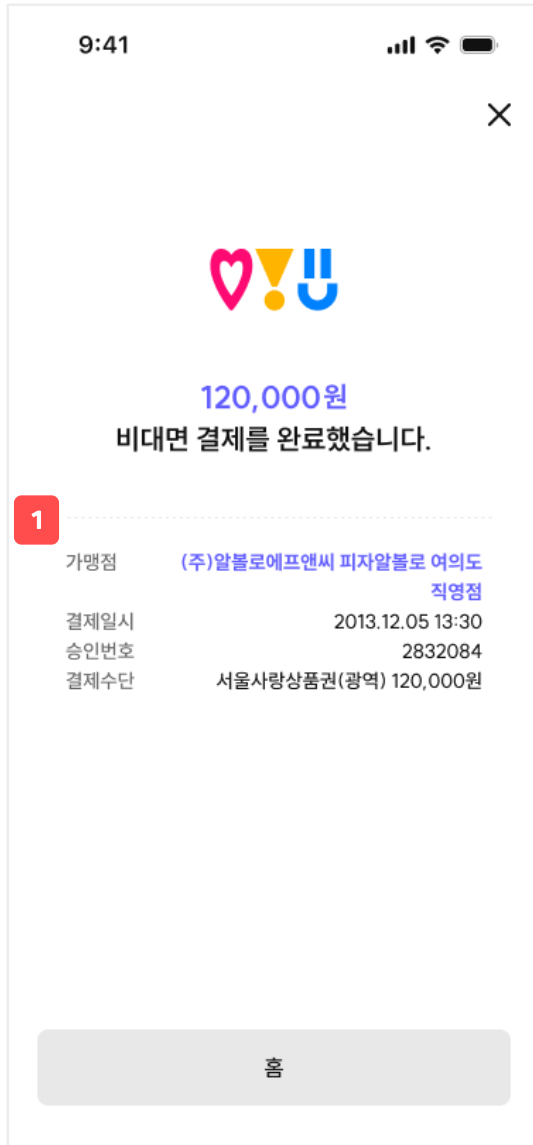 9:41
120,000원
비대면 결제를 완료했습니다.
1
가맹점 (주)알볼로에프앤씨 피자알볼로 여의도
직영점
결제일시 2013.12.05 13:30
승인번호 2832084
결제수단 서울사랑상품권(광역) 120,000원
홈